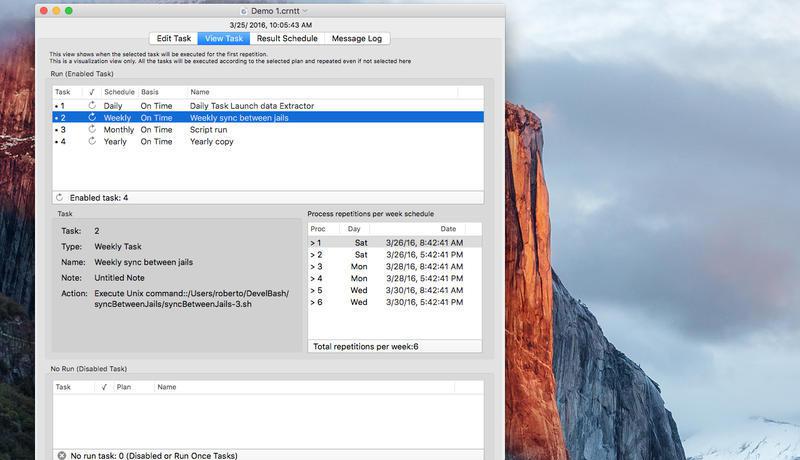 Demo 1.crntt
3/25/ 2016, 10:05:43 AM
Edit Task View Task Result Schedule Message Log
This view shows when the selected task will be executed for the first repetition.
This is a visualization view only. All the tasks will be executed according to the selected plan and repeated even if not selected here
Run (Enabled Task)
Task √ Schedule Basis Name
• 1 Daily On Time Daily Task Launch data Extractor
• 2 Weekly On Time Weekly sync between jails
• 3 Monthly On Time Script run
• 4 Yearly On Time Yearly copy
Enabled task: 4
Task
Task: 2
Type: Weekly Task
Name: Weekly sync between jails
Note: Untitled Note
Action: Execute Unix command::/Users/roberto/DevelBash/
syncBetweenJails/syncBetweenJails-3.sh
Process repetitions per week schedule
Proc Day Date
> 1 Sat 3/26/16, 8:42:41 AM
> 2 Sat 3/26/16, 5:42:41 PM
> 3 Mon 3/28/16, 8:42:41 AM
> 4 Mon 3/28/16, 5:42:41 PM
> 5 Wed 3/30/16, 8:42:41 AM
> 6 Wed 3/30/16, 5:42:41 PM
Total repetitions per week:6
No Run (Disabled Task)
Task √ Plan Name
No run task: 0 (Disabled or Run Once Tasks)